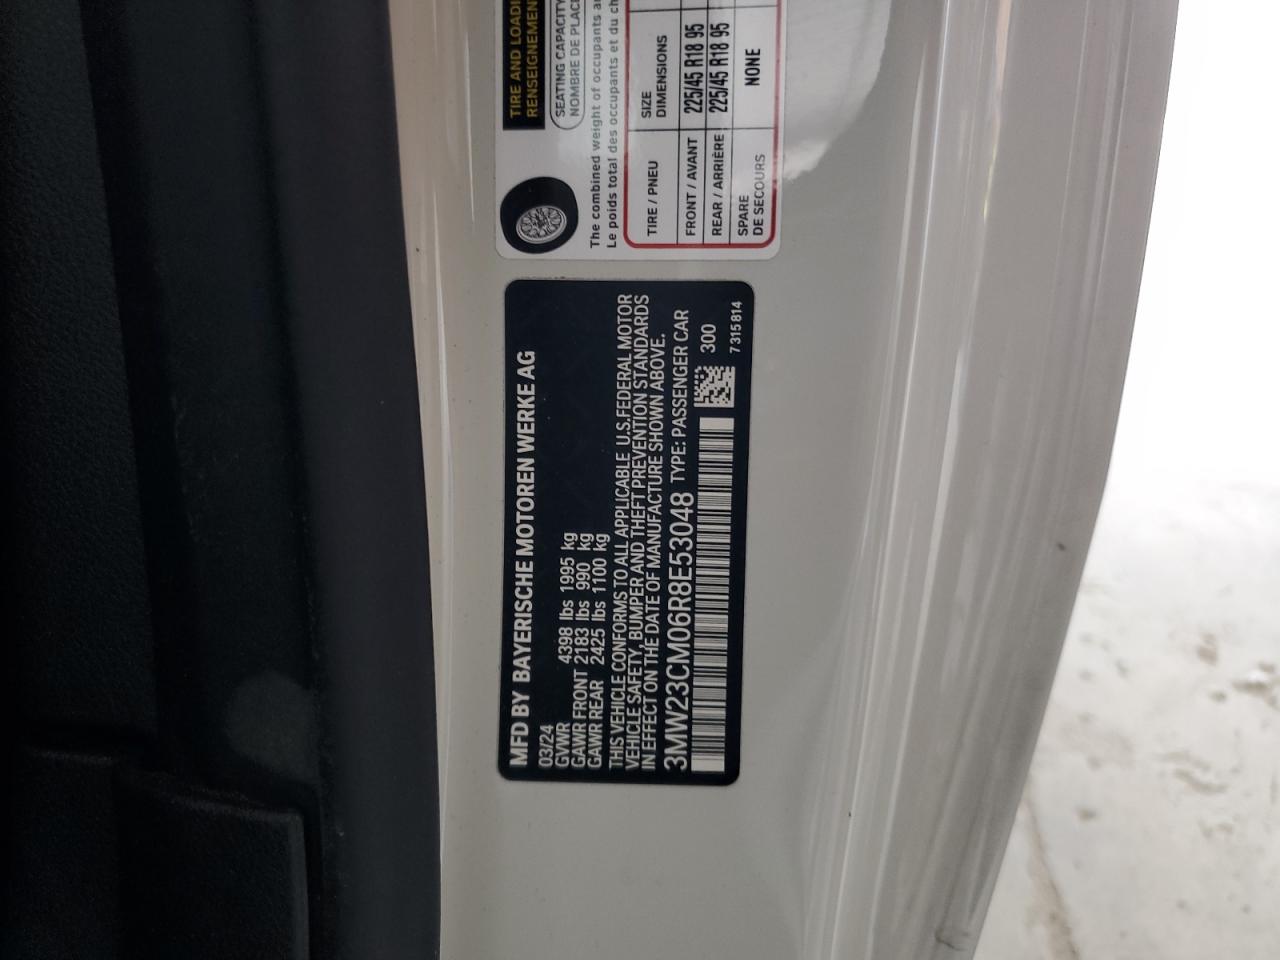 TIRE AND LOADI
RENSEIGNEMEN
SEATING CAPACITY
NOMBRE DE PLACE
The combined weight of occupants a
Le poids total des occupants et du ch
TIRE / PNEU SIZE DIMENSIONS
FRONT / AVANT 225/45 R18 95
REAR / ARRIÈRE 225/45 R18 95
SPARE DE SECOURS NONE
MFD BY BAYERISCHE MOTOREN WERKE AG
03/24
GVWR 4398 lbs 1995 kg
GAWR FRONT 2183 lbs 990 kg
GAWR REAR 2425 lbs 1100 kg
THIS VEHICLE CONFORMS TO ALL APPLICABLE U.S.FEDERAL MOTOR
VEHICLE SAFETY, BUMPER AND THEFT PREVENTION STANDARDS
IN EFFECT ON THE DATE OF MANUFACTURE SHOWN ABOVE.
3MW23CM06R8E53048 TYPE: PASSENGER CAR
300
7315814